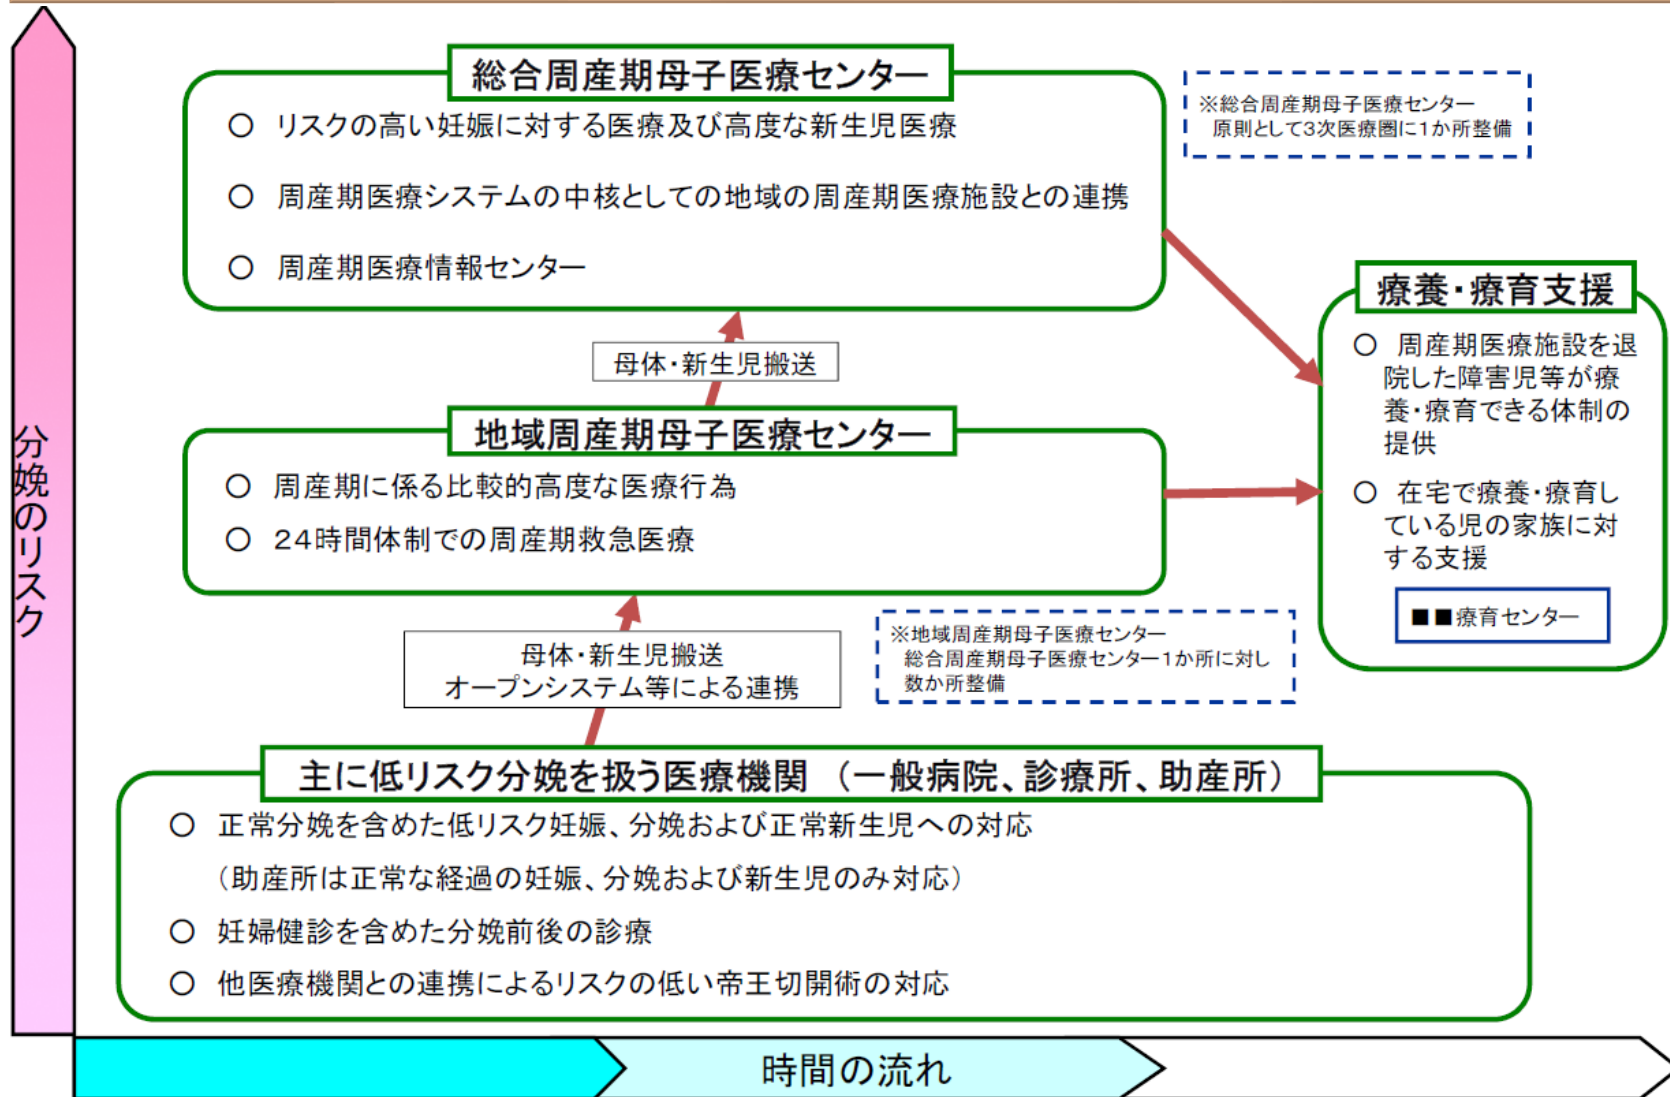 総合周産期母子医療センター
○ リスクの高い妊娠に対する医療及び高度な新生児医療
○ 周産期医療システムの中核としての地域の周産期医療施設との連携
○ 周産期医療情報センター
※総合周産期母子医療センター
原則として3次医療圏に1か所整備
母体・新生児搬送
地域周産期母子医療センター
○ 周産期に係る比較的高度な医療行為
○ 24時間体制での周産期救急医療
療養・療育支援
○ 周産期医療施設を退
院した障害児等が療
養・療育できる体制の
提供
○ 在宅で療養・療育し
ている児の家族に対
する支援
■■療育センター
母体・新生児搬送
オープンシステム等による連携
※地域周産期母子医療センター
総合周産期母子医療センター1か所に対し
数か所整備
主に低リスク分娩を扱う医療機関 （一般病院、診療所、助産所）
○ 正常分娩を含めた低リスク妊娠、分娩および正常新生児への対応
（助産所は正常な経過の妊娠、分娩および新生児のみ対応）
○ 妊婦健診を含めた分娩前後の診療
○ 他医療機関との連携によるリスクの低い帝王切開術の対応
分娩のリスク
時間の流れ